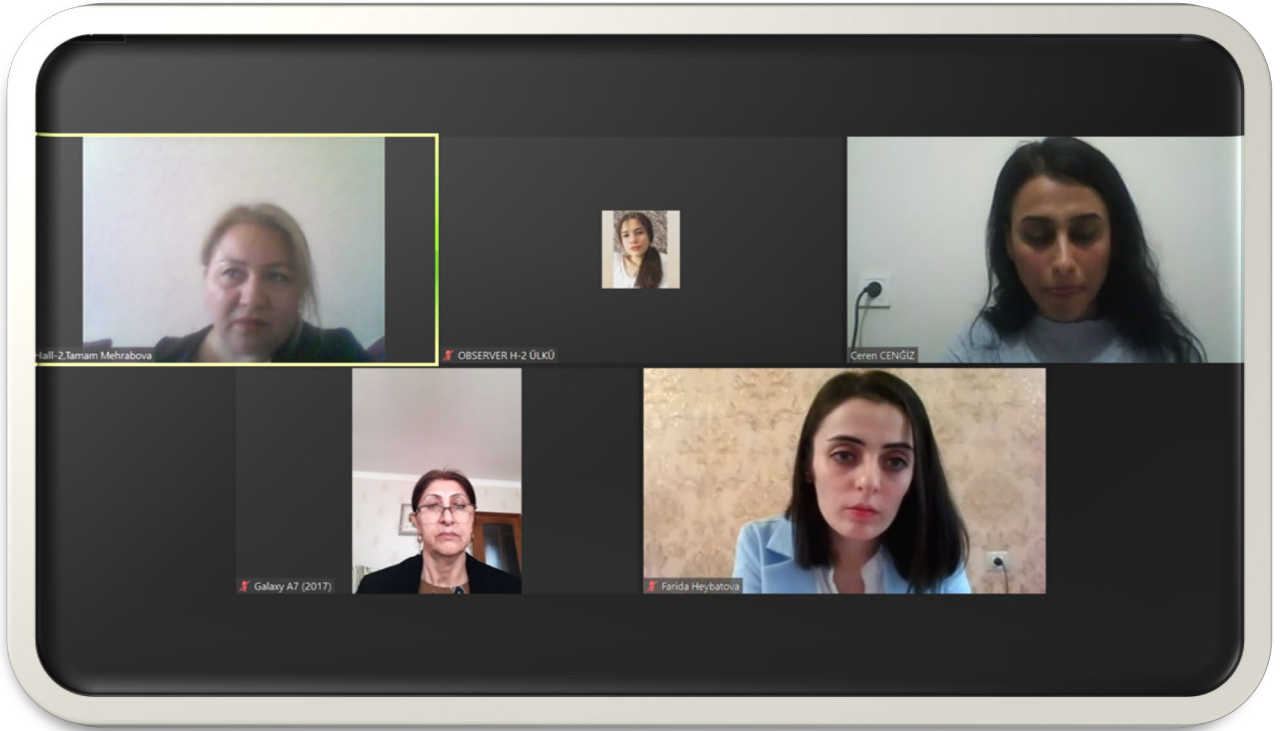 Hall-2,Tamam Mehrabova
OBSERVER H-2 ÜLKÜ
Ceren CENGİZ
Galaxy A7 (2017)
Farida Heybatova